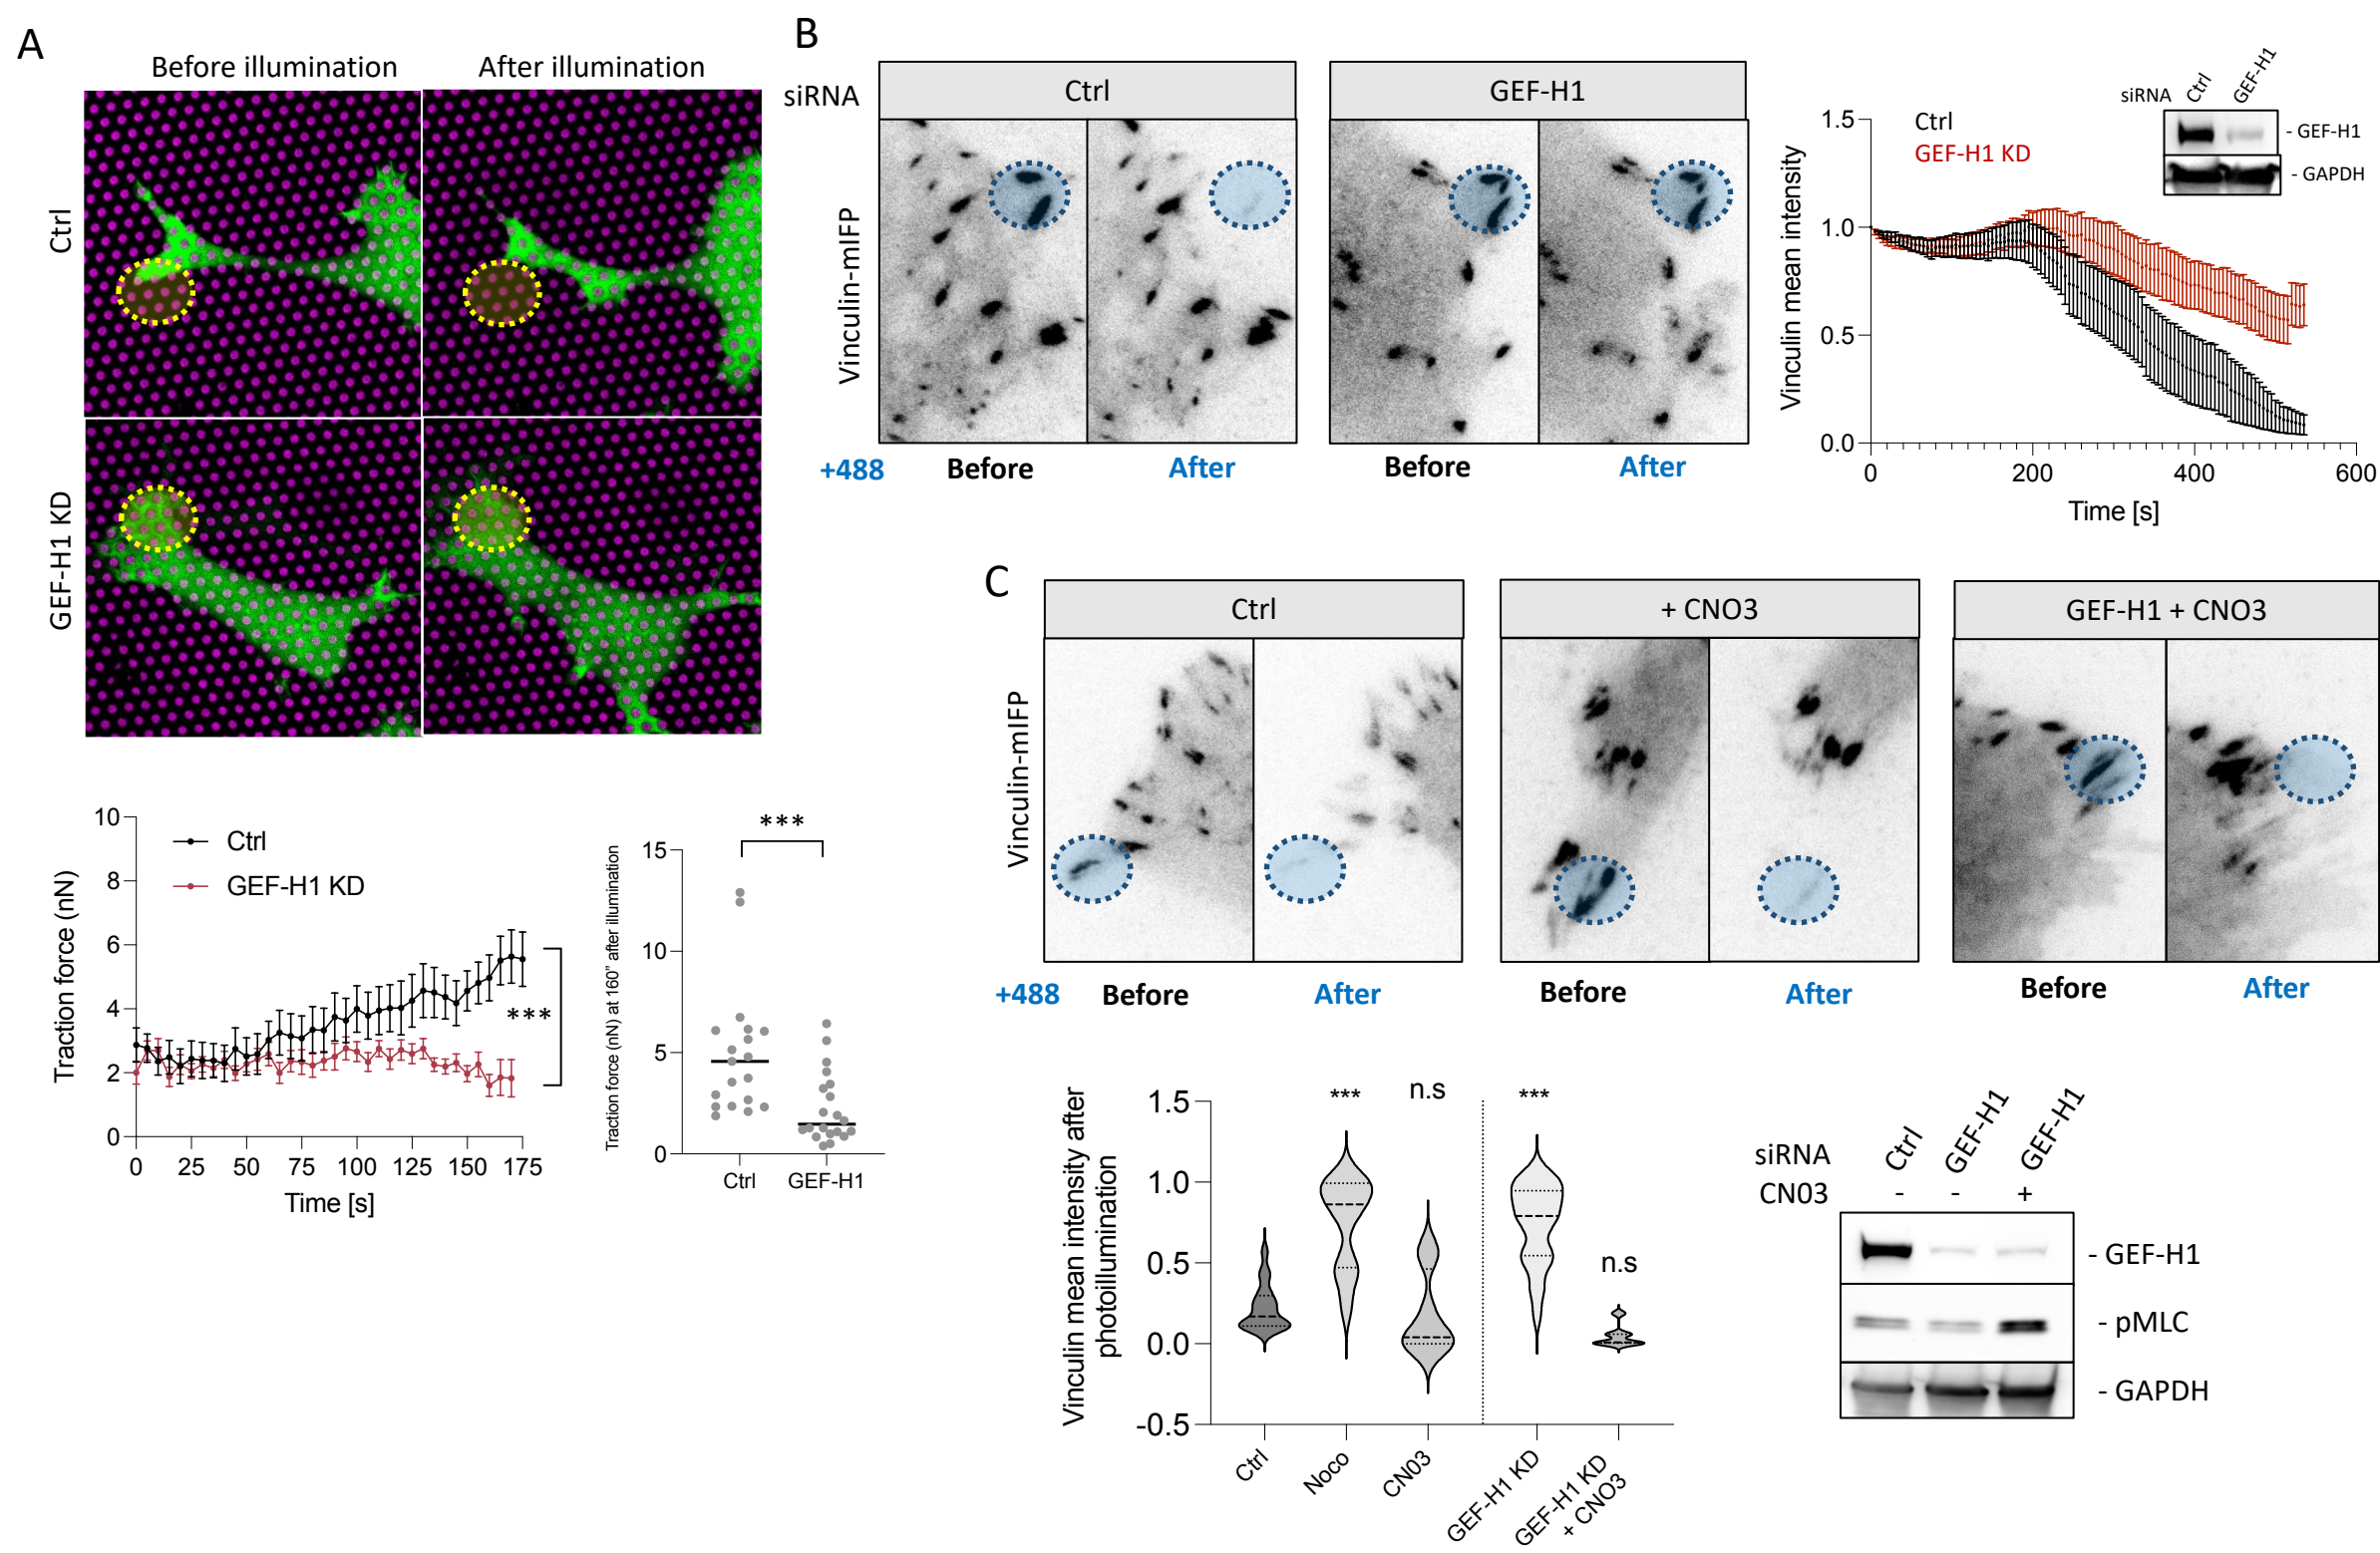 A
Before illumination
After illumination
Ctrl
GEF-H1 KD
10
8
6
4
2
0
Traction force (nN)
Ctrl
GEF-H1 KD
***
0 25 50 75 100 125 150 175
Time [s]
***
15
10
5
0
Traction force (nN) at 160” after illumination
Ctrl GEF-H1
B
siRNA
Ctrl
GEF-H1
Vinculin-mIFP
+488
Before
After
Before
After
siRNA Ctrl GEF-H1
- GEF-H1
- GAPDH
Ctrl
GEF-H1 KD
1.5
1.0
0.5
0.0
Vinculin mean intensity
0 200 400 600
Time [s]
C
Ctrl
+ CNO3
GEF-H1 + CNO3
Vinculin-mIFP
+488
Before
After
Before
After
Before
After
*** n.s *** n.s
1.5
1.0
0.5
0.0
-0.5
Vinculin mean intensity after
photoillumination
Ctrl
Noco
CN03
GEF-H1 KD
GEF-H1 KD
+ CNO3
siRNA Ctrl GEF-H1 GEF-H1
CN03 - - +
- GEF-H1
- pMLC
- GAPDH